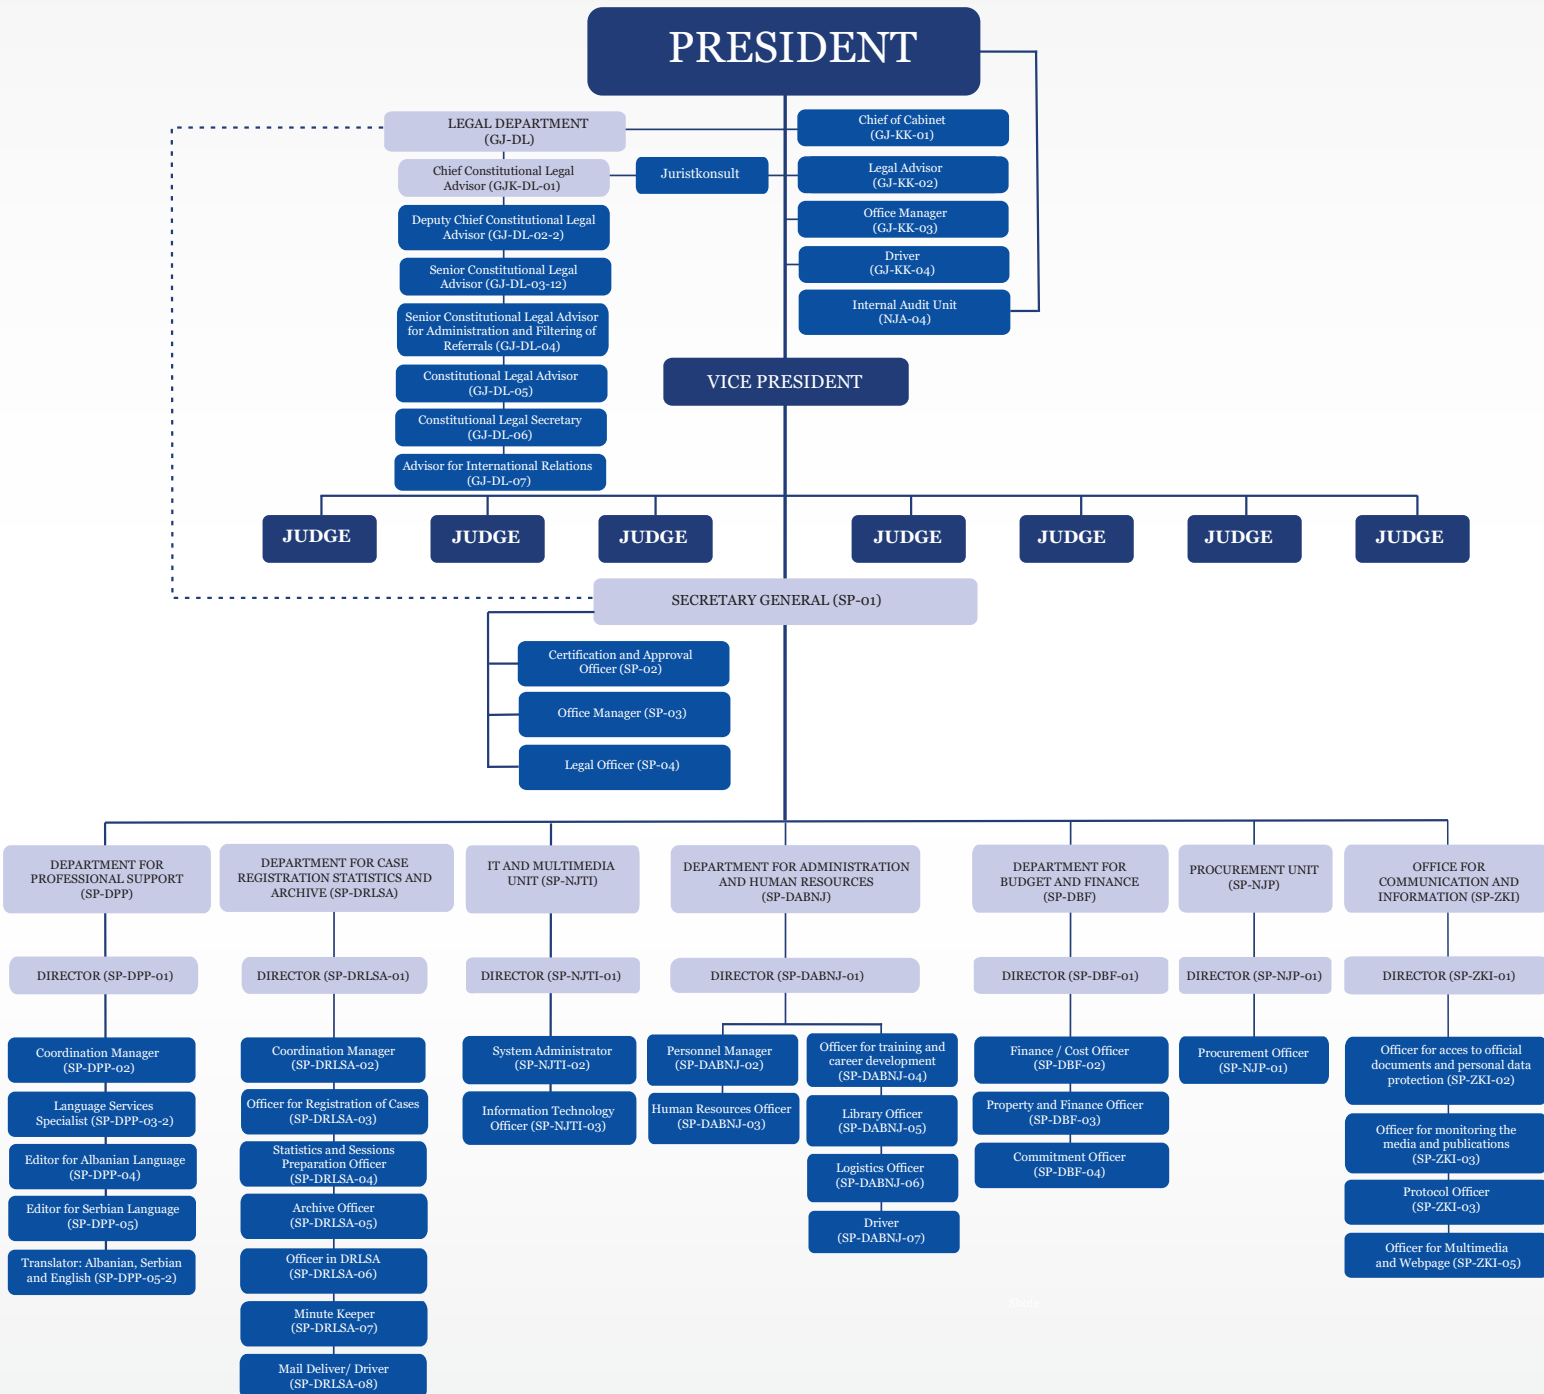 PRESIDENT
LEGAL DEPARTMENT
(GJ-DL)
Chief Constitutional Legal
Advisor (GJK-DL-01)
Juristkonsult
Deputy Chief Constitutional Legal
Advisor (GJ-DL-02-2)
Senior Constitutional Legal
Advisor (GJ-DL-03-12)
Senior Constitutional Legal Advisor
for Administration and Filtering of
Referrals (GJ-DL-04)
Constitutional Legal Advisor
(GJ-DL-05)
Constitutional Legal Secretary
(GJ-DL-06)
Advisor for International Relations
(GJ-DL-07)
Chief of Cabinet
(GJ-KK-01)
Legal Advisor
(GJ-KK-02)
Office Manager
(GJ-KK-03)
Driver
(GJ-KK-04)
Internal Audit Unit
(NJA-04)
VICE PRESIDENT
JUDGE
JUDGE
JUDGE
JUDGE
JUDGE
JUDGE
JUDGE
SECRETARY GENERAL (SP-01)
Certification and Approval
Officer (SP-02)
Office Manager (SP-03)
Legal Officer (SP-04)
DEPARTMENT FOR
PROFESSIONAL SUPPORT
(SP-DPP)
DIRECTOR (SP-DPP-01)
Coordination Manager
(SP-DPP-02)
Language Services
Specialist (SP-DPP-03-2)
Editor for Albanian Language
(SP-DPP-04)
Editor for Serbian Language
(SP-DPP-05)
Translator: Albanian, Serbian
and English (SP-DPP-05-2)
DEPARTMENT FOR CASE
REGISTRATION STATISTICS AND
ARCHIVE (SP-DRLSA)
DIRECTOR (SP-DRLSA-01)
Coordination Manager
(SP-DRLSA-02)
Officer for Registration of Cases
(SP-DRLSA-03)
Statistics and Sessions
Preparation Officer
(SP-DRLSA-04)
Archive Officer
(SP-DRLSA-05)
Officer in DRLSA
(SP-DRLSA-06)
Minute Keeper
(SP-DRLSA-07)
Mail Deliver/ Driver
(SP-DRLSA-08)
IT AND MULTIMEDIA
UNIT (SP-NJTI)
DIRECTOR (SP-NJTI-01)
System Administrator
(SP-NJTI-02)
Information Technology
Officer (SP-NJTI-03)
DEPARTMENT FOR ADMINISTRATION
AND HUMAN RESOURCES
(SP-DABNJ)
DIRECTOR (SP-DABNJ-01)
Personnel Manager
(SP-DABNJ-02)
Human Resources Officer
(SP-DABNJ-03)
Officer for training and
career development
(SP-DABNJ-04)
Library Officer
(SP-DABNJ-05)
Logistics Officer
(SP-DABNJ-06)
Driver
(SP-DABNJ-07)
DEPARTMENT FOR
BUDGET AND FINANCE
(SP-DBF)
DIRECTOR (SP-DBF-01)
Finance / Cost Officer
(SP-DBF-02)
Property and Finance Officer
(SP-DBF-03)
Commitment Officer
(SP-DBF-04)
PROCUREMENT UNIT
(SP-NJP)
DIRECTOR (SP-NJP-01)
Procurement Officer
(SP-NJP-01)
OFFICE FOR
COMMUNICATION AND
INFORMATION (SP-ZKI)
DIRECTOR (SP-ZKI-01)
Officer for acces to official
documents and personal data
protection (SP-ZKI-02)
Officer for monitoring the
media and publications
(SP-ZKI-03)
Protocol Officer
(SP-ZKI-03)
Officer for Multimedia
and Webpage (SP-ZKI-05)